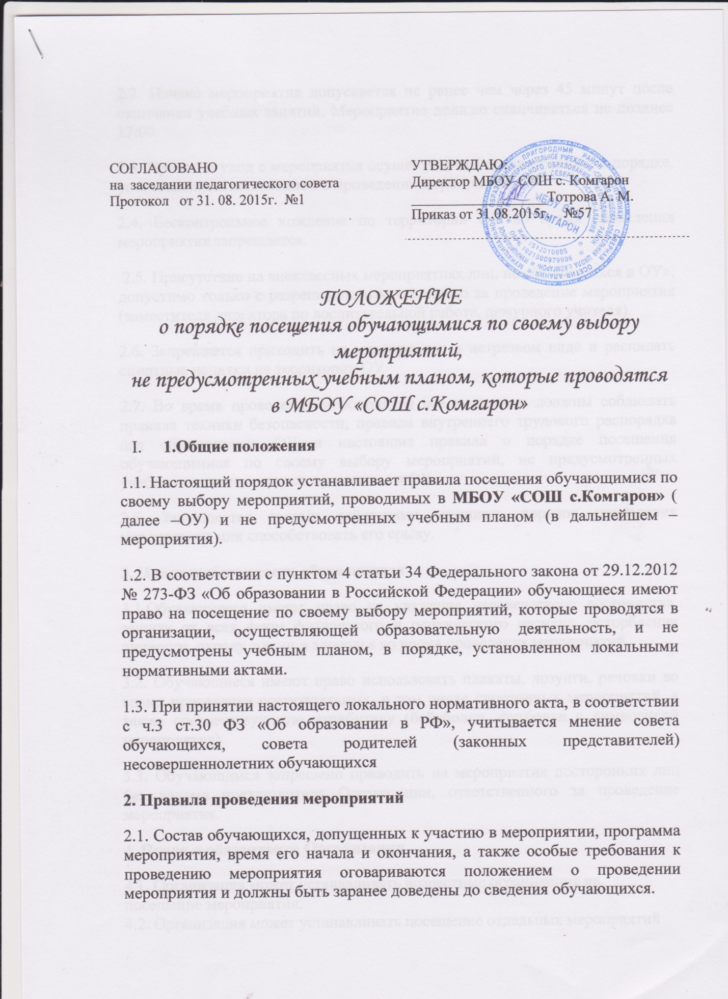 СОГЛАСОВАНО
на заседании педагогического совета
Протокол от 31. 08. 2015г. №1
УТВЕРЖДАЮ:
Директор МБОУ СОШ с. Комгарон
____________________Тотрова А. М.
Приказ от 31.08.2015г., №57
МБОУ СОШ
с. КОМГАРОН
ИНН 1512010885
ОГРН 1021500979906
ПОЛОЖЕНИЕ
о порядке посещения обучающимися по своему выбору
мероприятий,
не предусмотренных учебным планом, которые проводятся
в МБОУ «СОШ с.Комгарон»
I. 1.Общие положения
1.1. Настоящий порядок устанавливает правила посещения обучающимися по
своему выбору мероприятий, проводимых в МБОУ «СОШ с.Комгарон» (
далее –ОУ) и не предусмотренных учебным планом (в дальнейшем –
мероприятия).
1.2. В соответствии с пунктом 4 статьи 34 Федерального закона от 29.12.2012
№ 273-ФЗ «Об образовании в Российской Федерации» обучающиеся имеют
право на посещение по своему выбору мероприятий, которые проводятся в
организации, осуществляющей образовательную деятельность, и не
предусмотрены учебным планом, в порядке, установленном локальными
нормативными актами.
1.3. При принятии настоящего локального нормативного акта, в соответствии
с ч.3 ст.30 ФЗ «Об образовании в РФ», учитывается мнение совета
обучающихся, совета родителей (законных представителей)
несовершеннолетних обучающихся
2. Правила проведения мероприятий
2.1. Состав обучающихся, допущенных к участию в мероприятии, программа
мероприятия, время его начала и окончания, а также особые требования к
проведению мероприятия оговариваются положением о проведении
мероприятия и должны быть заранее доведены до сведения обучающихся.